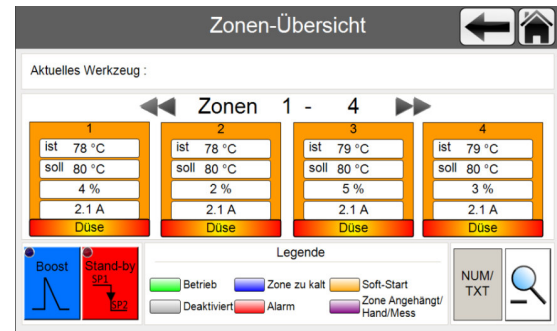 Zonen-Übersicht
Aktuelles Werkzeug :
Zonen 1 - 4
1 2 3 4
ist 78 °C ist 78 °C ist 79 °C ist 79 °C
soll 80 °C soll 80 °C soll 80 °C soll 80 °C
4 % 2 % 5 % 3 %
2.1 A 2.1 A 2.1 A 2.1 A
Düse Düse Düse Düse
Boost
Stand-by
SP1
SP2
Legende
Betrieb Zone zu kalt Soft-Start
Deaktiviert Alarm Zone Angehängt/
Hand/Mess
NUM/
TXT